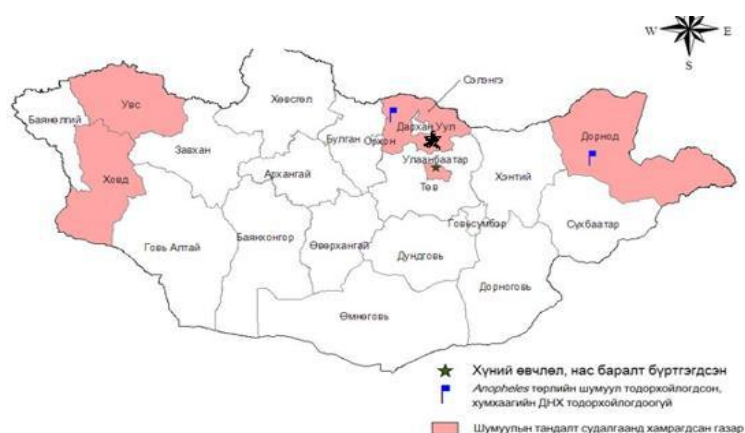 W E
S
Сэлэнгэ
Увс
Хөвсгөл
Баянөлгий
Дархан Уул
Булган
Орхон
Дорнод
Завхан
Улаанбаатар
Хэнтий
Архангай
Ховд
Төв
Говьсүмбэр
Сүхбаатар
Баянхонгор
Өвөрхангай
Говь Алтай
Дундговь
Дорноговь
Өмнөговь
Хүний өвчлөл, нас баралт бүртгэгдсэн
Anopheles төрлийн шумуул тодорхойлогдсон,
хумхаагийн ДНХ тодорхойлогдоогүй
Шумуулын тандалт судалгаанд хамрагдсан газар